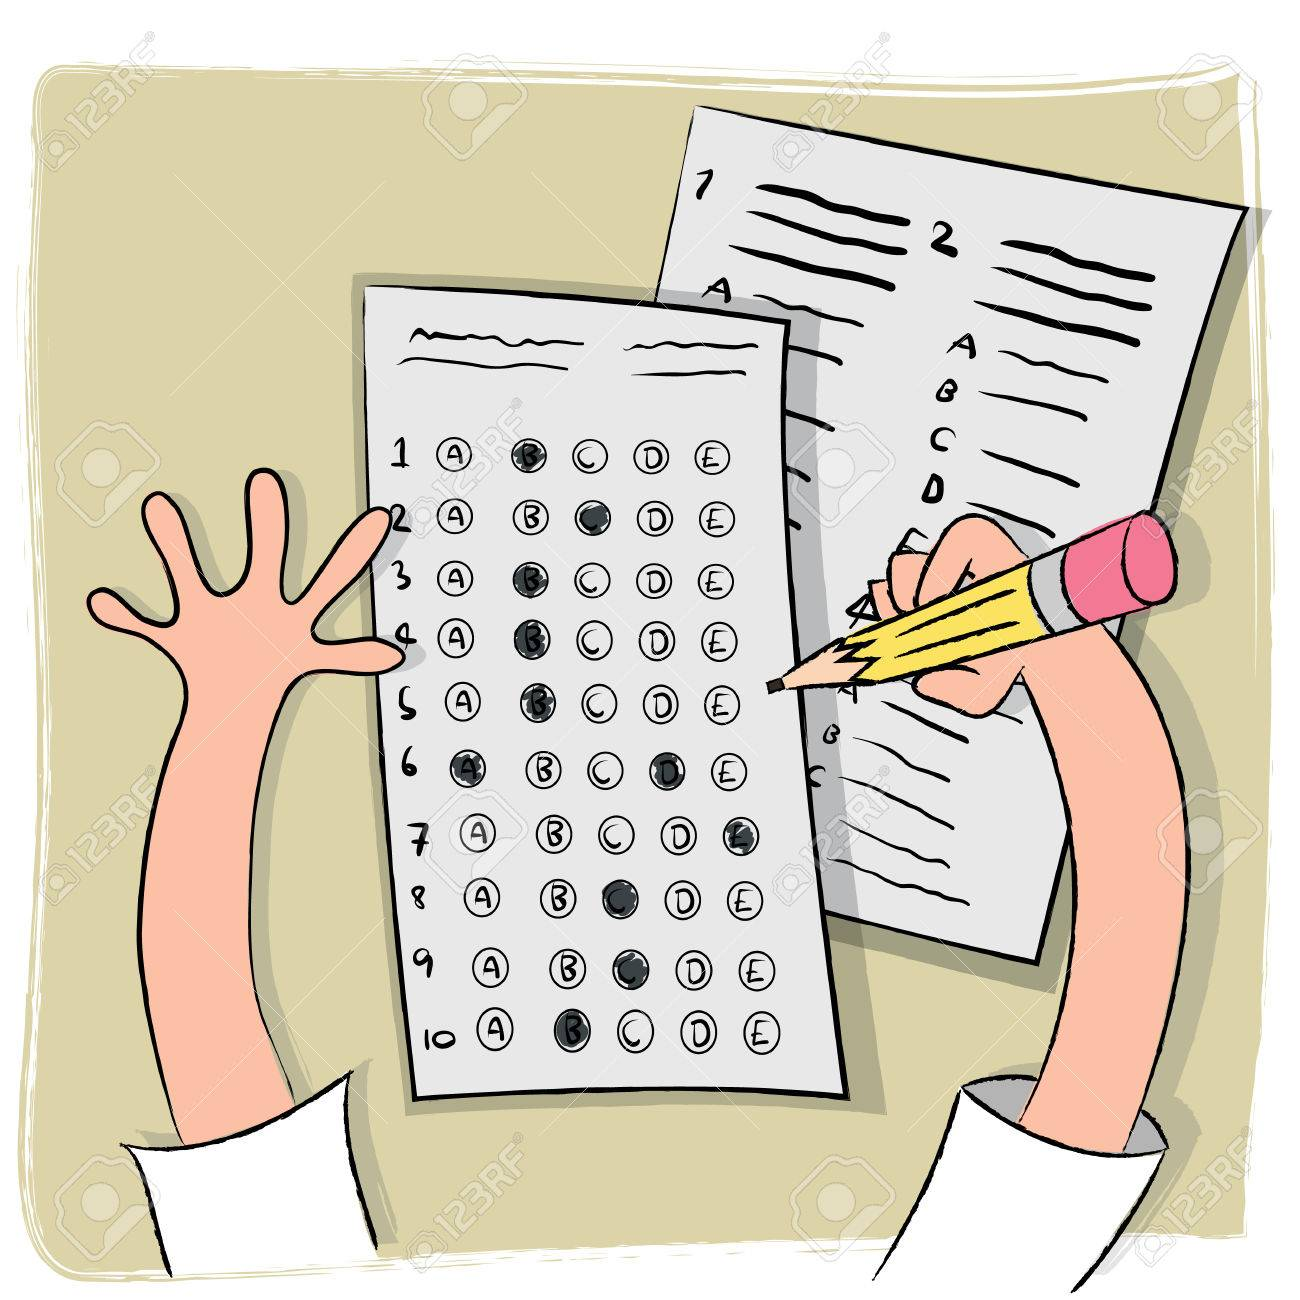 1 2
A
A
B
C
D
1 A B C D E
2 A B C D E
3 A B C D E
4 A B C D E
5 A B C D E
6 A B C D E
7 A B C D E
8 A B C D E
9 A B C D E
10 A B C D E
A
B
C
123RF